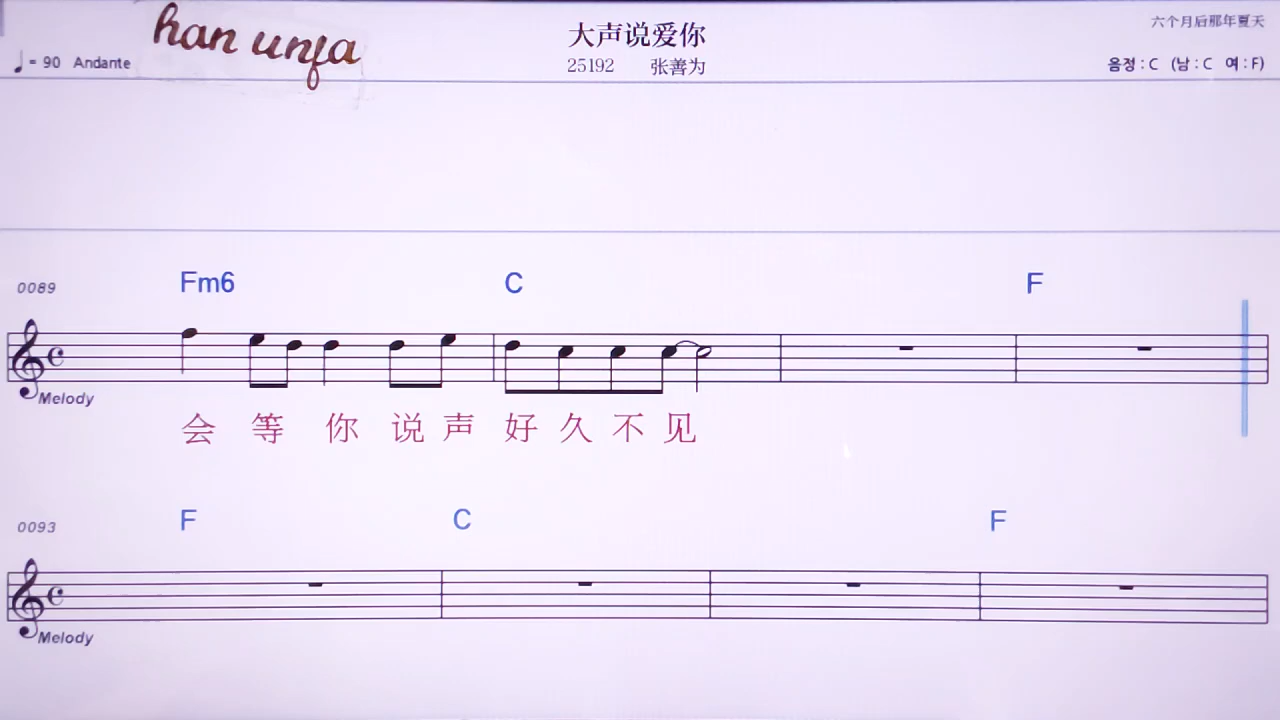 han unfa
大声说爱你
六个月后那年夏天
♩= 90 Andante
25192 张善为
음정 : C (남 : C 여 : F)
0089 Fm6 C F
Melody
会 等 你 说 声 好 久 不 见
0093 F C F
Melody